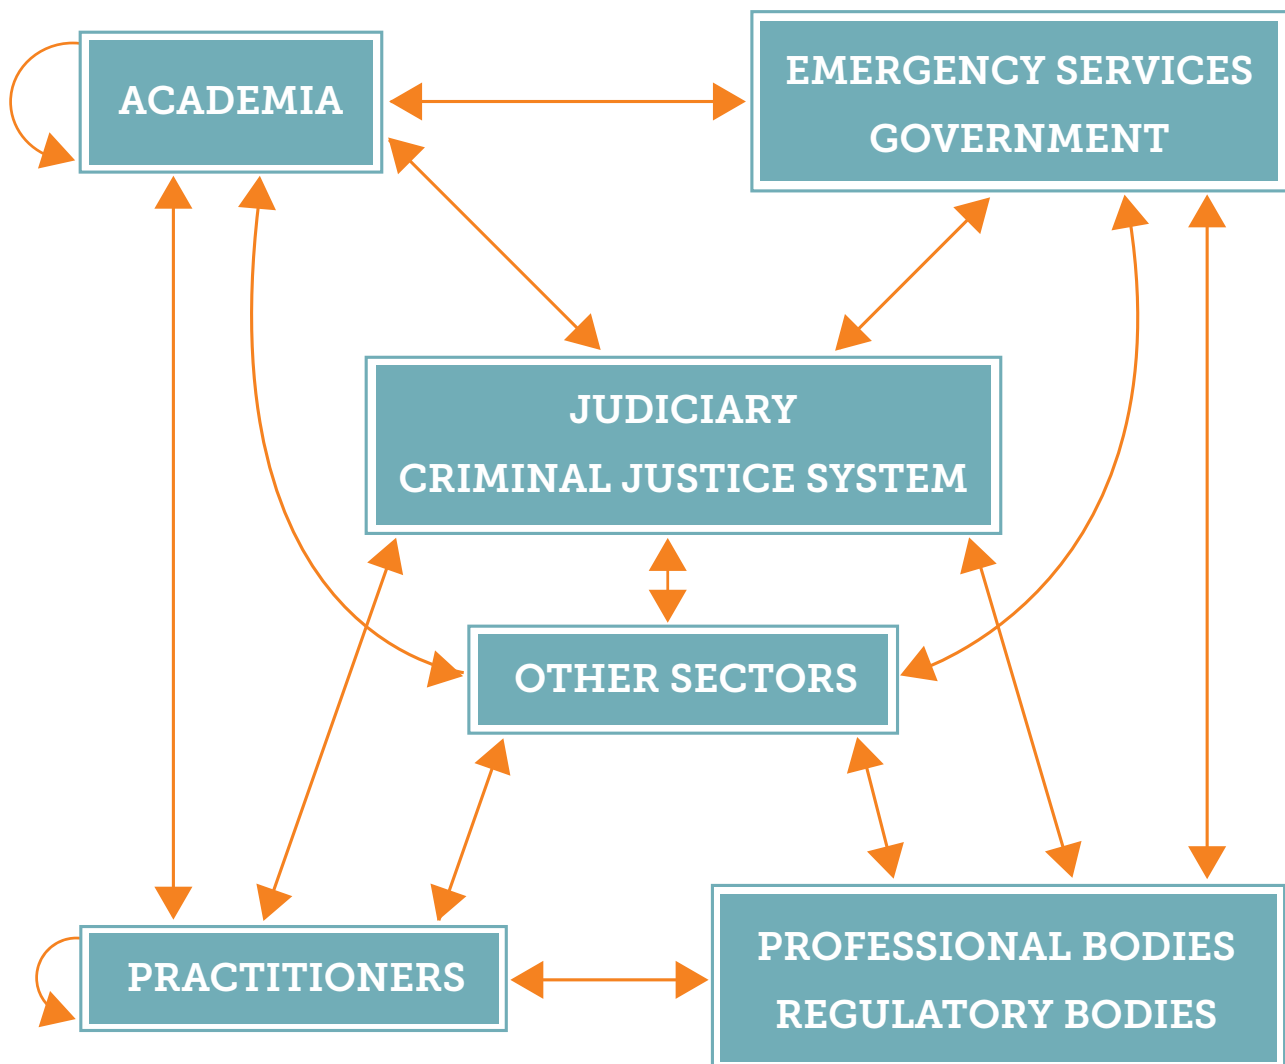 ACADEMIA
EMERGENCY SERVICES
GOVERNMENT
JUDICIARY
CRIMINAL JUSTICE SYSTEM
OTHER SECTORS
PRACTITIONERS
PROFESSIONAL BODIES
REGULATORY BODIES